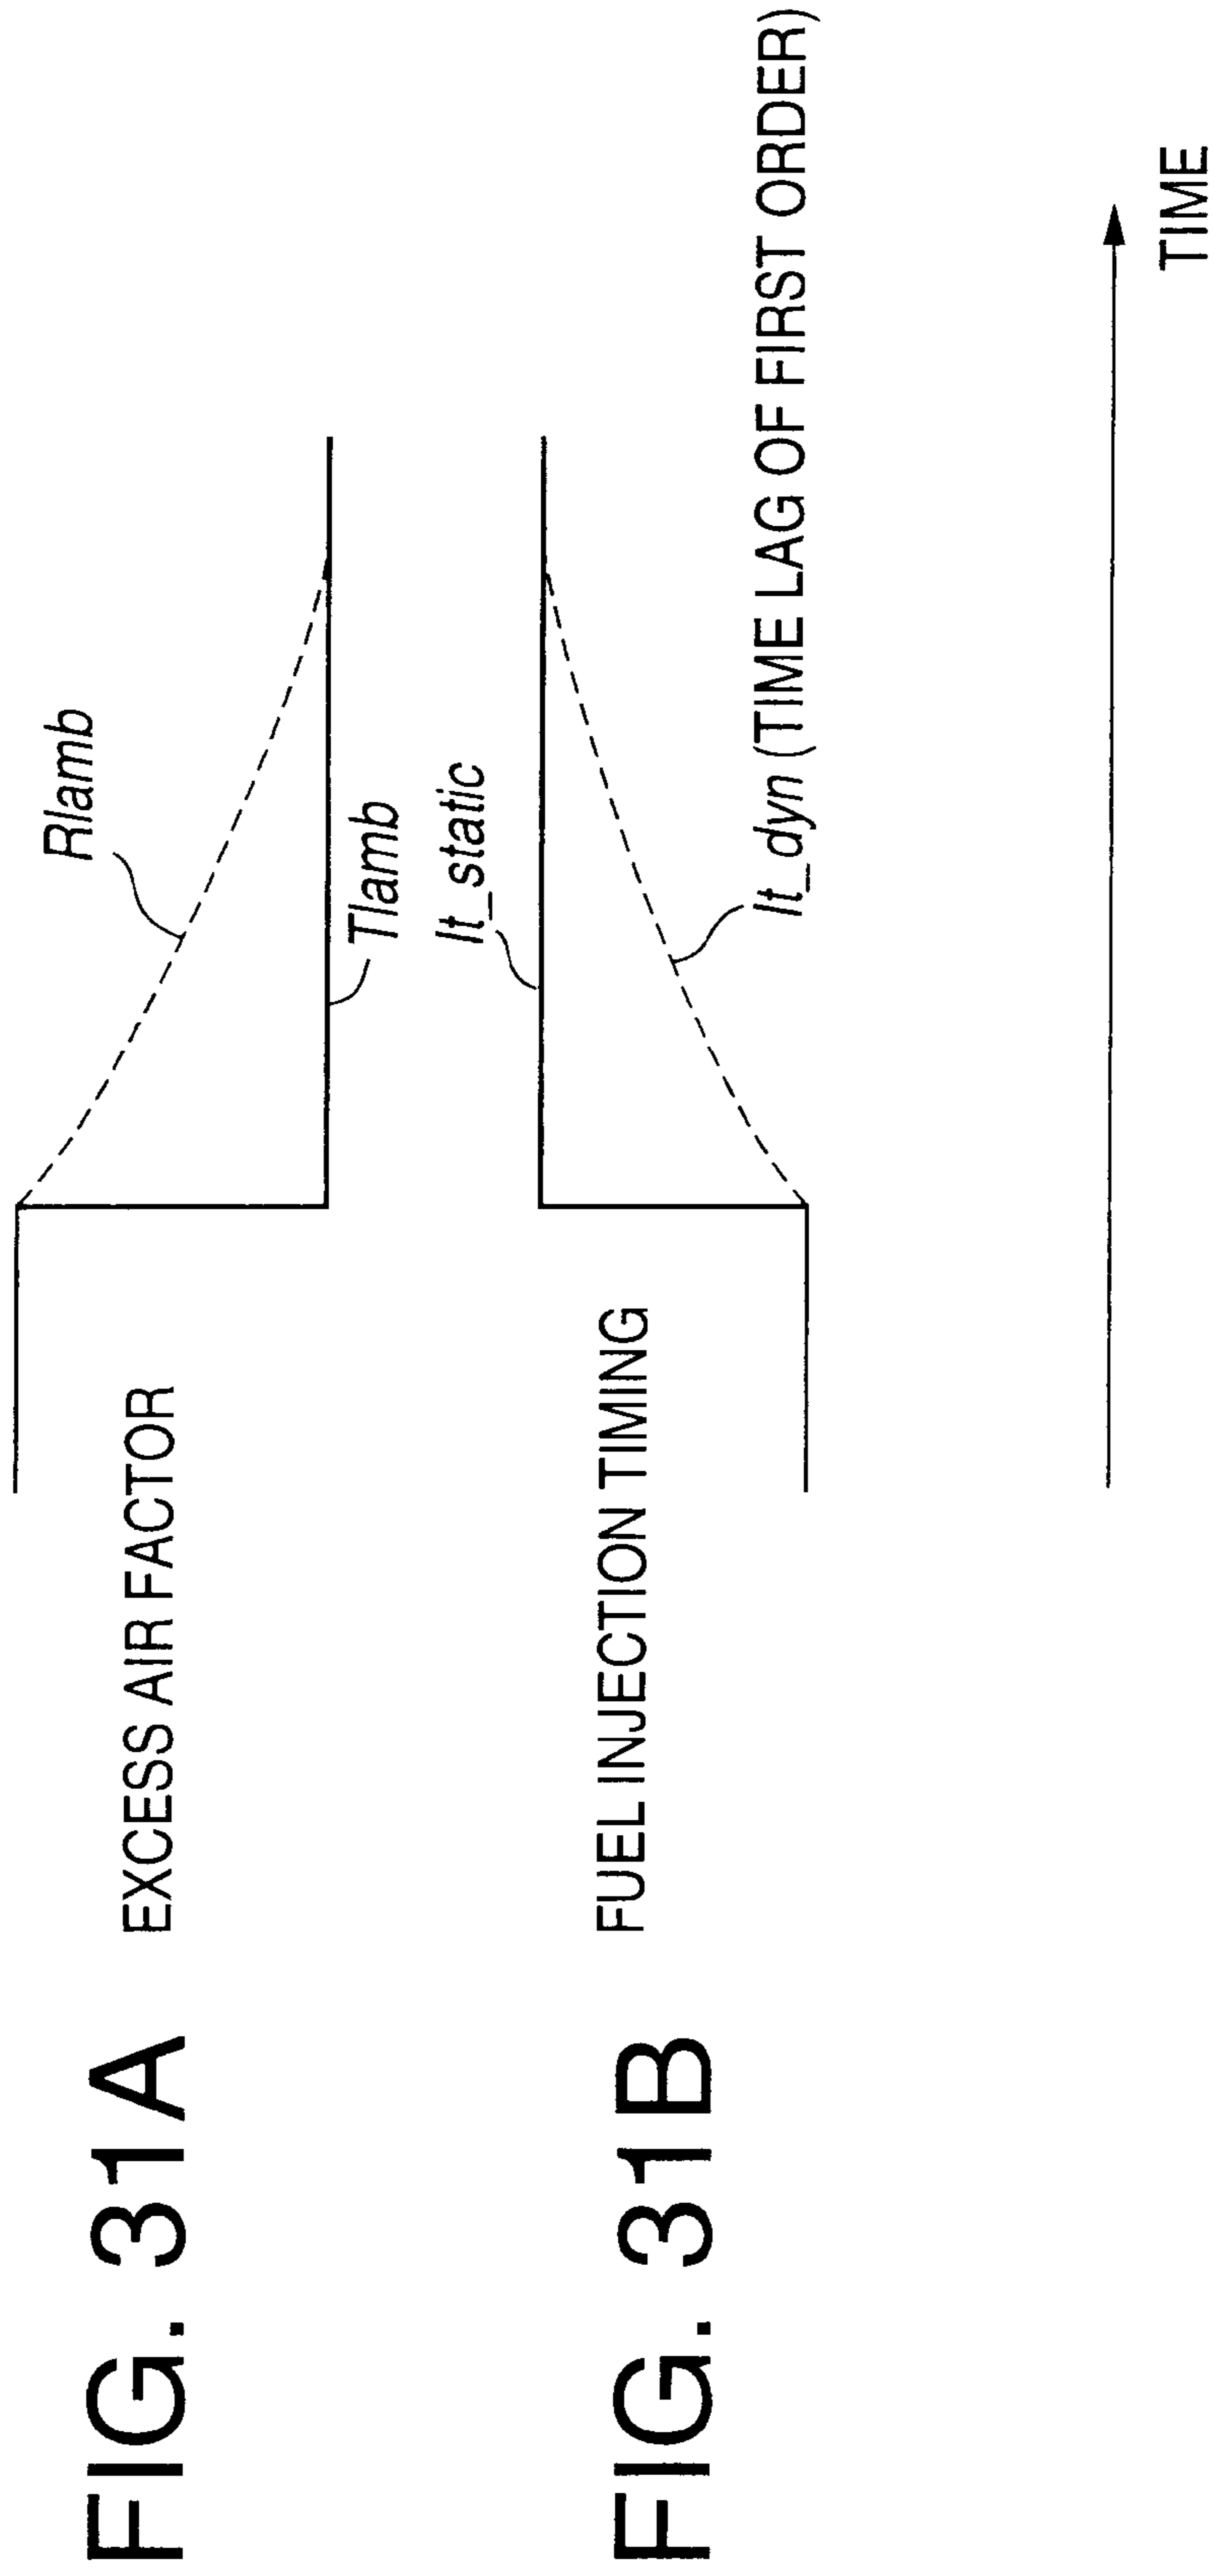 FIG. 31A
EXCESS AIR FACTOR
Rlamb
Tlamb
FIG. 31B
FUEL INJECTION TIMING
It_static
It_dyn (TIME LAG OF FIRST ORDER)
TIME